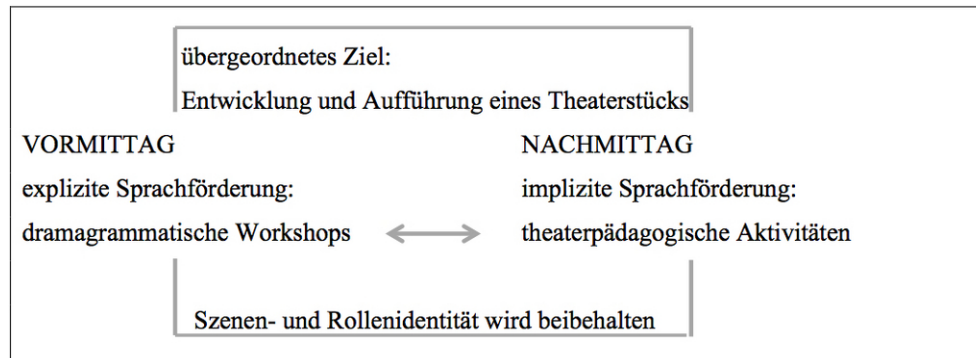 übergeordnetes Ziel:
Entwicklung und Aufführung eines Theaterstücks
VORMITTAG NACHMITTAG
explizite Sprachförderung: implizite Sprachförderung:
dramagrammatische Workshops theaterpädagogische Aktivitäten
Szenen- und Rollenidentität wird beibehalten